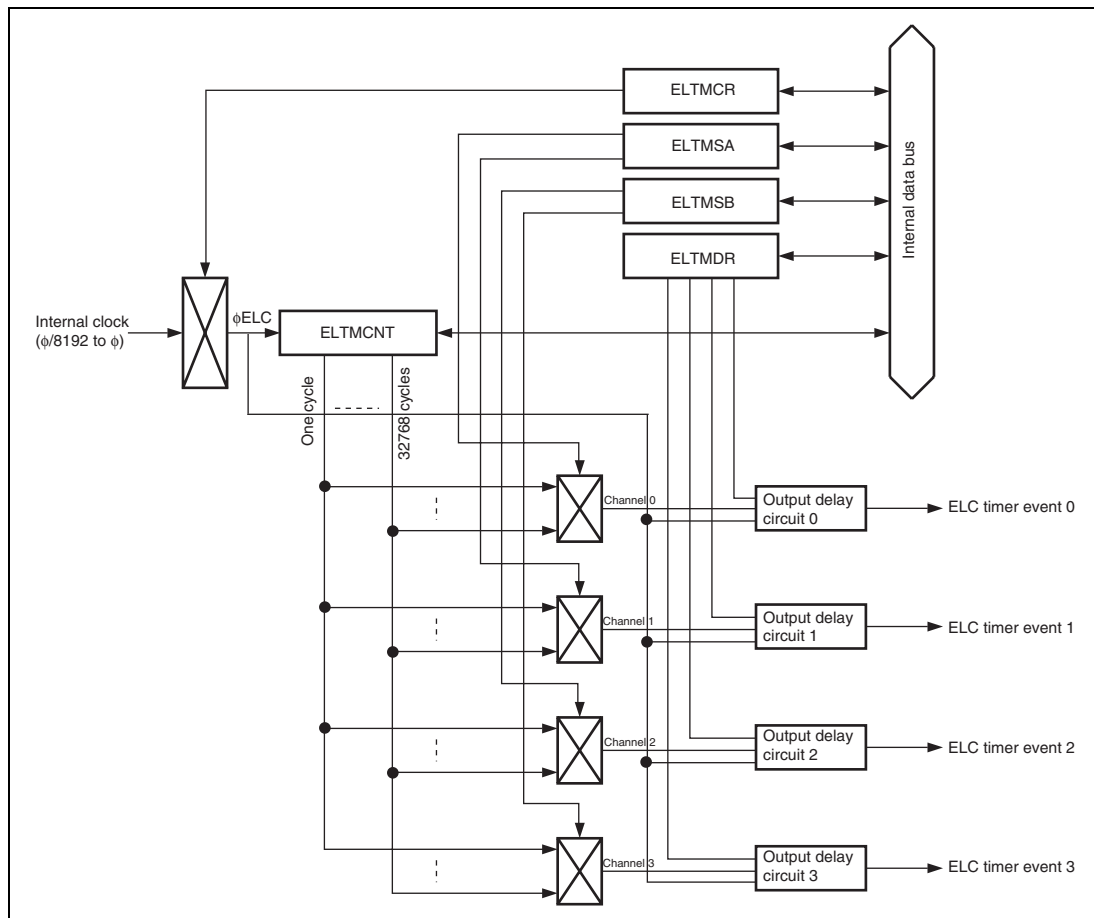 ELTMCR
ELTMSA
ELTMSB
ELTMDR
Internal data bus
Internal clock
(ϕ/8192 to ϕ)
ϕELC
ELTMCNT
One cycle
32768 cycles
Channel 0
Output delay
circuit 0
ELC timer event 0
Channel 1
Output delay
circuit 1
ELC timer event 1
Channel 2
Output delay
circuit 2
ELC timer event 2
Channel 3
Output delay
circuit 3
ELC timer event 3